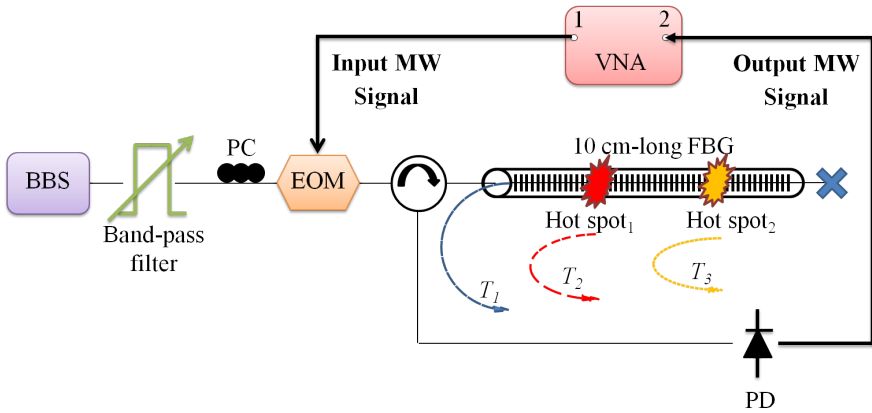 1
2
VNA
Input MW
Signal
Output MW
Signal
PC
10 cm-long FBG
BBS
EOM
Band-pass
filter
Hot spot₁
Hot spot₂
T₁
T₂
T₃
PD